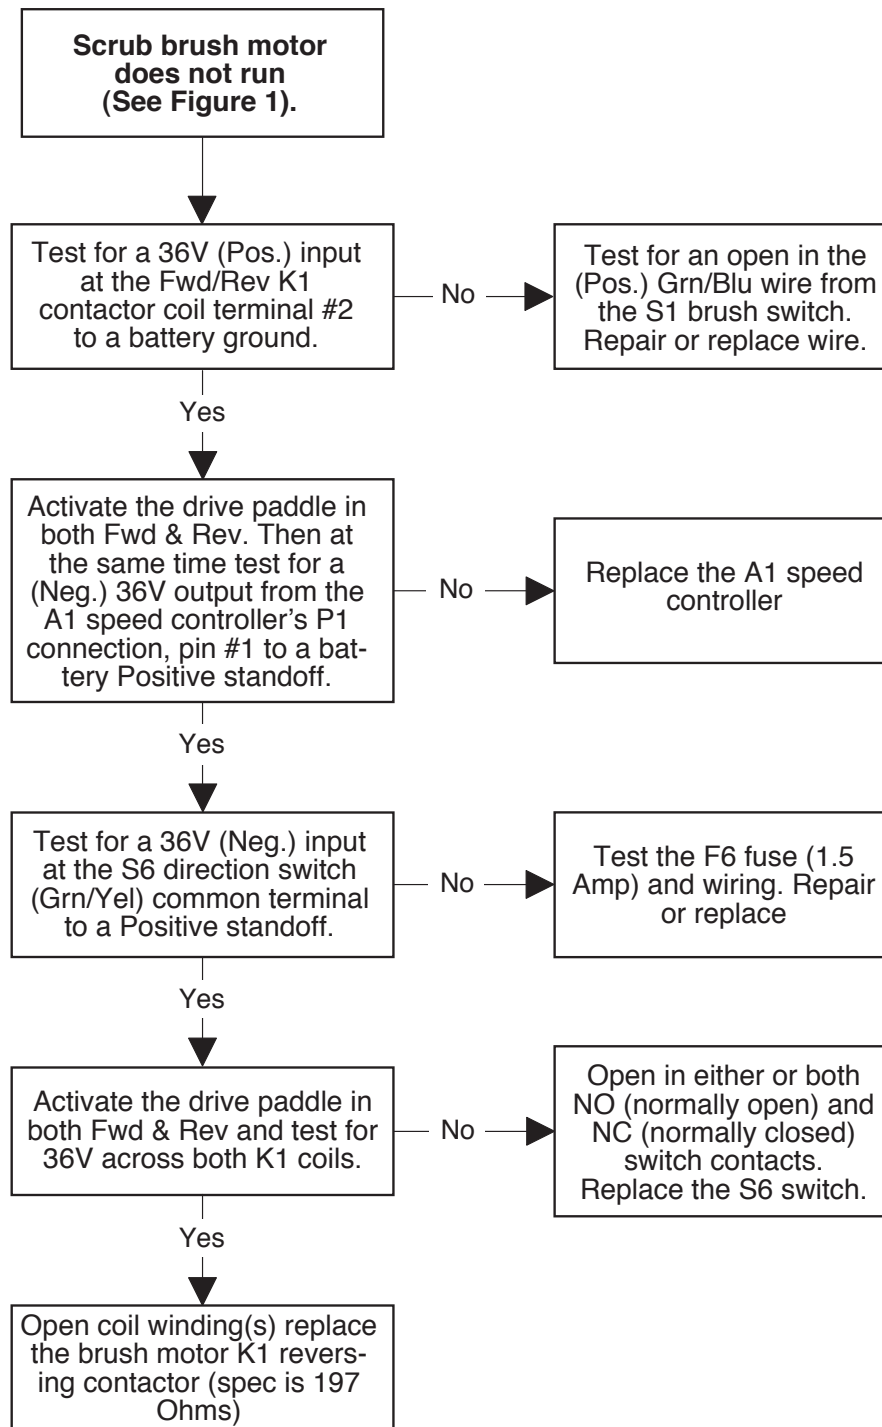 Scrub brush motor
does not run
(See Figure 1).
Test for a 36V (Pos.) input
at the Fwd/Rev K1
contactor coil terminal #2
to a battery ground.
No
Test for an open in the
(Pos.) Grn/Blu wire from
the S1 brush switch.
Repair or replace wire.
Yes
Activate the drive paddle in
both Fwd & Rev. Then at
the same time test for a
(Neg.) 36V output from the
A1 speed controller's P1
connection, pin #1 to a bat-
tery Positive standoff.
No
Replace the A1 speed
controller
Yes
Test for a 36V (Neg.) input
at the S6 direction switch
(Grn/Yel) common terminal
to a Positive standoff.
No
Test the F6 fuse (1.5
Amp) and wiring. Repair
or replace
Yes
Activate the drive paddle in
both Fwd & Rev and test for
36V across both K1 coils.
No
Open in either or both
NO (normally open) and
NC (normally closed)
switch contacts.
Replace the S6 switch.
Yes
Open coil winding(s) replace
the brush motor K1 revers-
ing contactor (spec is 197
Ohms)